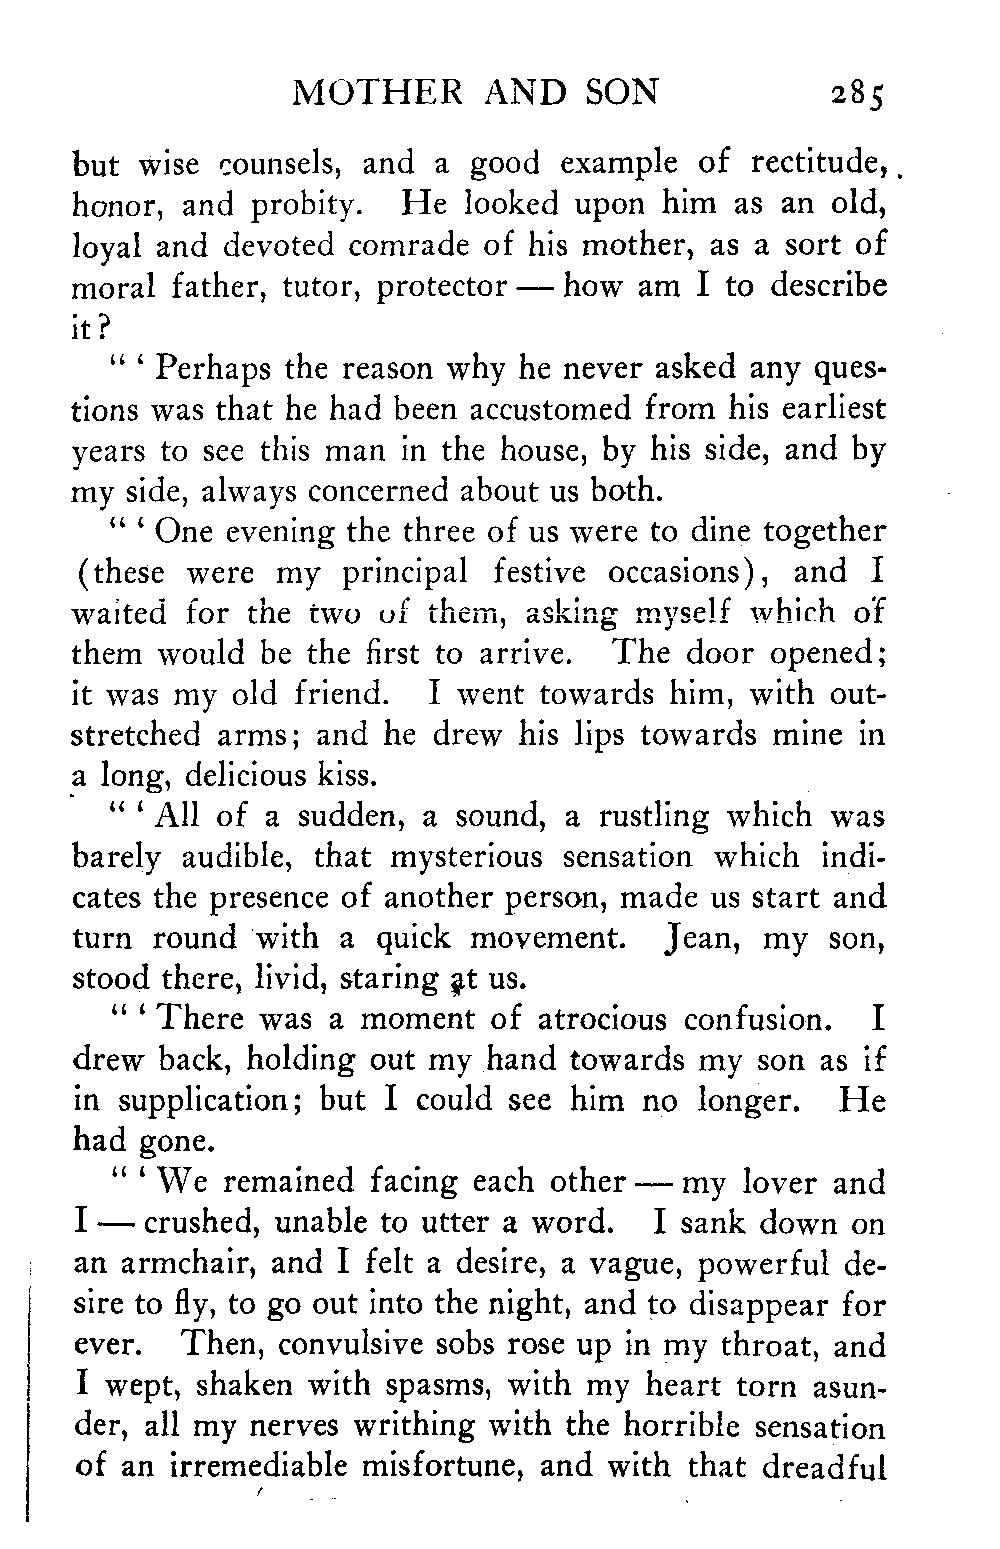 MOTHER AND SON 285
but wise counsels, and a good example of rectitude,
honor, and probity. He looked upon him as an old,
loyal and devoted comrade of his mother, as a sort of
moral father, tutor, protector — how am I to describe
it?
" ' Perhaps the reason why he never asked any ques-
tions was that he had been accustomed from his earliest
years to see this man in the house, by his side, and by
my side, always concerned about us both.
" ' One evening the three of us were to dine together
(these were my principal festive occasions), and I
waited for the two of them, asking myself which of
them would be the first to arrive. The door opened;
it was my old friend. I went towards him, with out-
stretched arms; and he drew his lips towards mine in
a long, delicious kiss.
" ' All of a sudden, a sound, a rustling which was
barely audible, that mysterious sensation which indi-
cates the presence of another person, made us start and
turn round with a quick movement. Jean, my son,
stood there, livid, staring at us.
" ' There was a moment of atrocious confusion. I
drew back, holding out my hand towards my son as if
in supplication; but I could see him no longer. He
had gone.
" ' We remained facing each other — my lover and
I — crushed, unable to utter a word. I sank down on
an armchair, and I felt a desire, a vague, powerful de-
sire to fly, to go out into the night, and to disappear for
ever. Then, convulsive sobs rose up in my throat, and
I wept, shaken with spasms, with my heart torn asun-
der, all my nerves writhing with the horrible sensation
of an irremediable misfortune, and with that dreadful